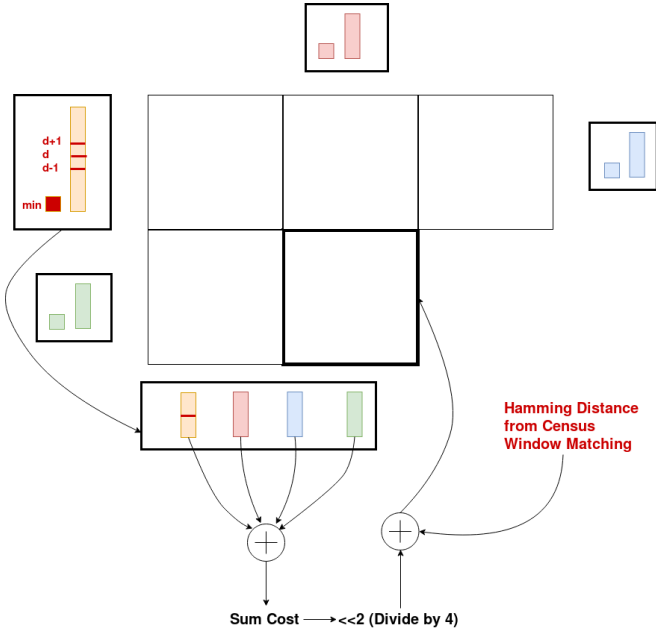 d+1
d
d-1
min
Hamming Distance
from Census
Window Matching
Sum Cost
<<2 (Divide by 4)